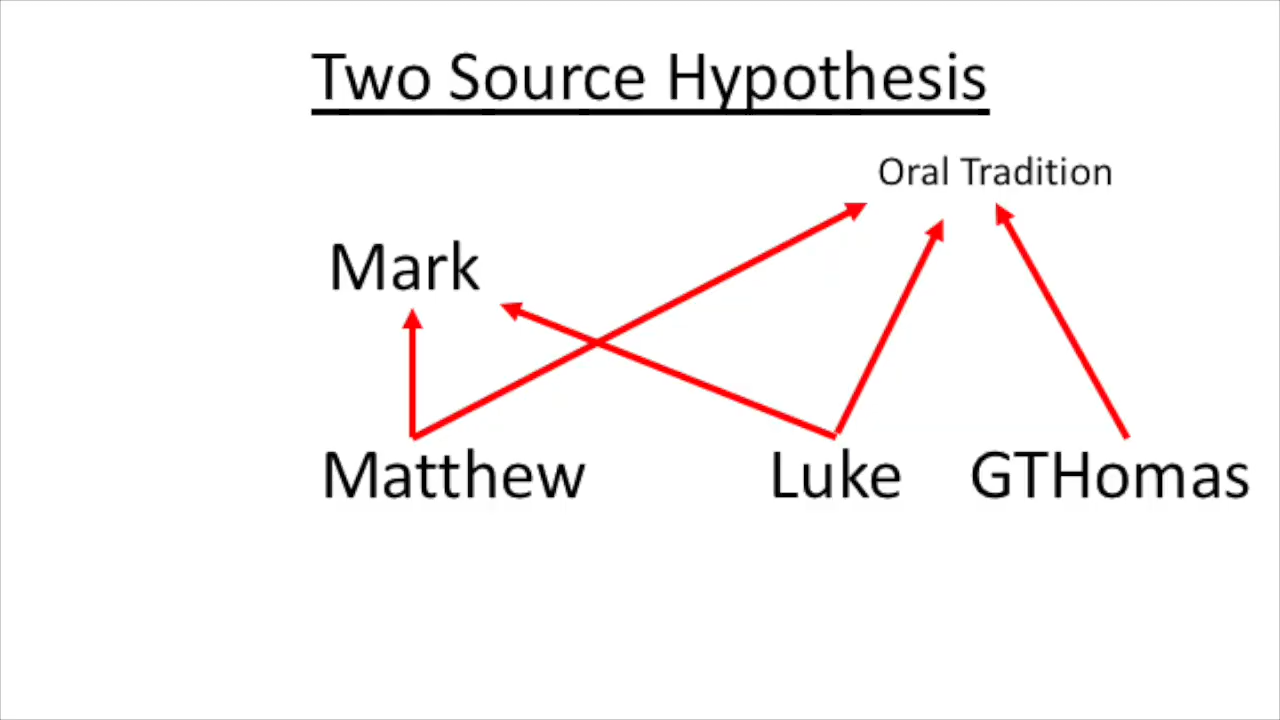 Two Source Hypothesis
Oral Tradition
Mark
Matthew
Luke
GTHomas